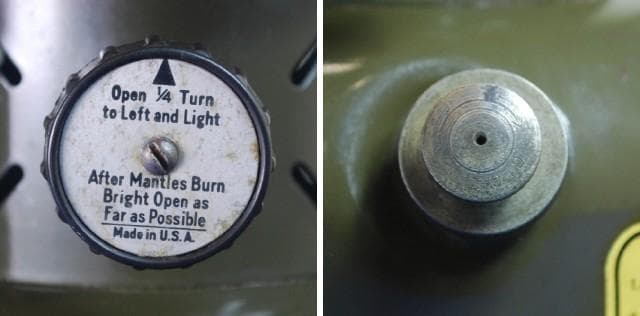 Open ¼ Turn
to Left and Light
After Mantles Burn
Bright Open as
Far as Possible
Made in U.S.A.